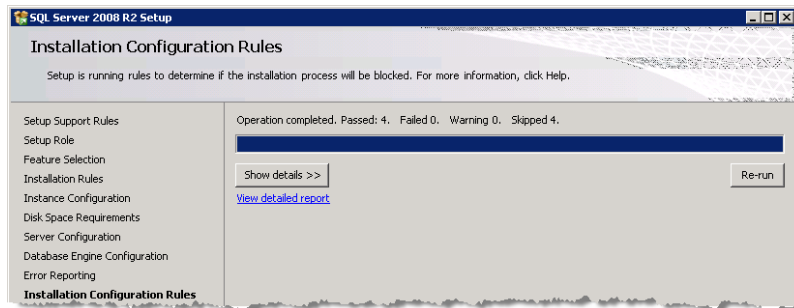 SQL Server 2008 R2 Setup
Installation Configuration Rules
Setup is running rules to determine if the installation process will be blocked. For more information, click Help.
Setup Support Rules
Setup Role
Feature Selection
Installation Rules
Instance Configuration
Disk Space Requirements
Server Configuration
Database Engine Configuration
Error Reporting
Installation Configuration Rules
Operation completed. Passed: 4. Failed 0. Warning 0. Skipped 4.
Show details >>
Re-run
View detailed report